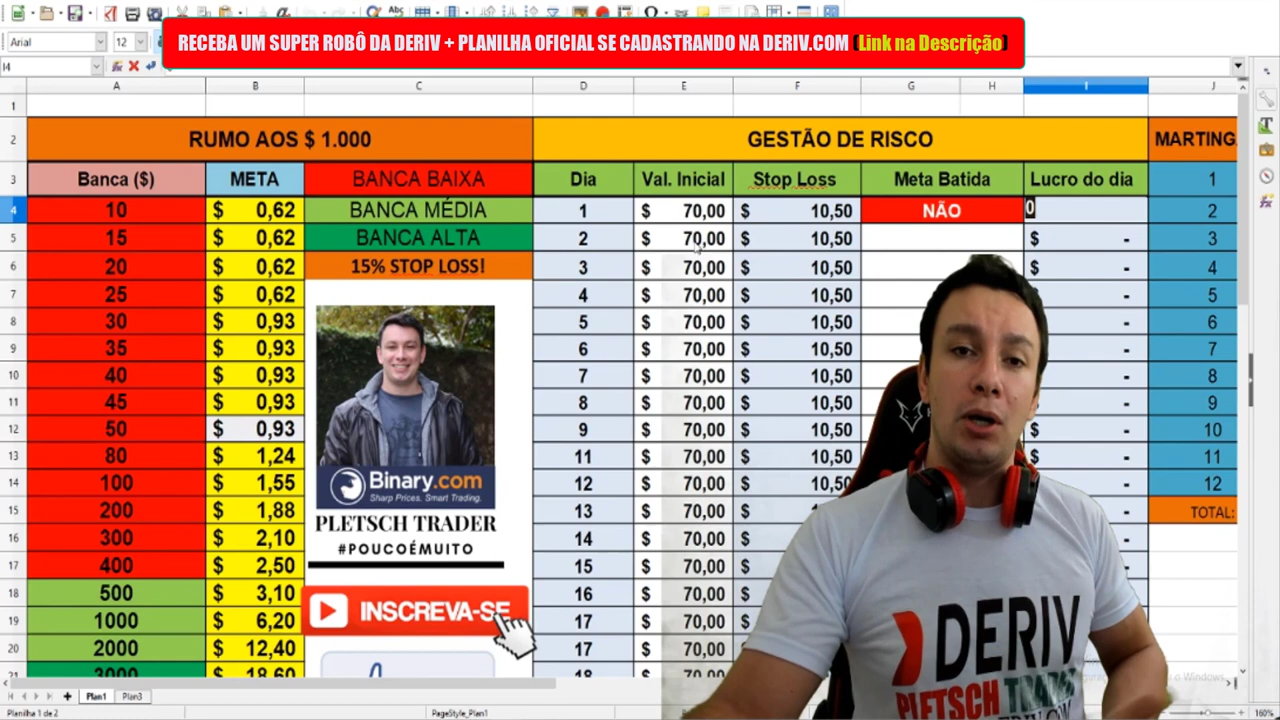 RECEBA UM SUPER ROBÔ DA DERIV + PLANILHA OFICIAL SE CADASTRANDO NA DERIV.COM (Link na Descrição)
Arial 12
I4
A B C D E F G H I J
1
2 RUMO AOS $ 1.000 GESTÃO DE RISCO MARTING
3 Banca ($) META BANCA BAIXA Dia Val. Inicial Stop Loss Meta Batida Lucro do dia 1
4 10 $ 0,62 BANCA MÉDIA 1 $ 70,00 $ 10,50 NÃO 0 2
5 15 $ 0,62 BANCA ALTA 2 $ 70,00 $ 10,50 $ - 3
6 20 $ 0,62 15% STOP LOSS! 3 $ 70,00 $ 10,50 $ - 4
7 25 $ 0,62 4 $ 70,00 $ 10,50 - 5
8 30 $ 0,93 5 $ 70,00 $ 10,50 - 6
9 35 $ 0,93 6 $ 70,00 $ 10,50 - 7
10 40 $ 0,93 7 $ 70,00 $ 10,50 - 8
11 45 $ 0,93 8 $ 70,00 $ 10,50 - 9
12 50 $ 0,93 9 $ 70,00 $ 10,50 $ - 10
13 80 $ 1,24 11 $ 70,00 $ 10,50 $ - 11
14 100 $ 1,55 12 $ 70,00 $ 10,50 $ - 12
15 200 $ 1,88 13 $ 70,00 $ - TOTAL:
16 300 $ 2,10 14 $ 70,00 $ -
17 400 $ 2,50 15 $ 70,00 $ -
18 500 $ 3,10 16 $ 70,00 $
19 1000 $ 6,20 17 $ 70,00 $
20 2000 $ 12,40 17 $ 70,00 $
21 3000 $ 18,60 18 $ 70,00
Binary.com
Sharp Prices. Smart Trading.
PLETSCH TRADER
#POUCOÉMUITO
INSCREVA-SE
DERIV
PLETSCH
Plan1 Plan3
Planilha 1 de 2 PageStyle_Plan1 160%